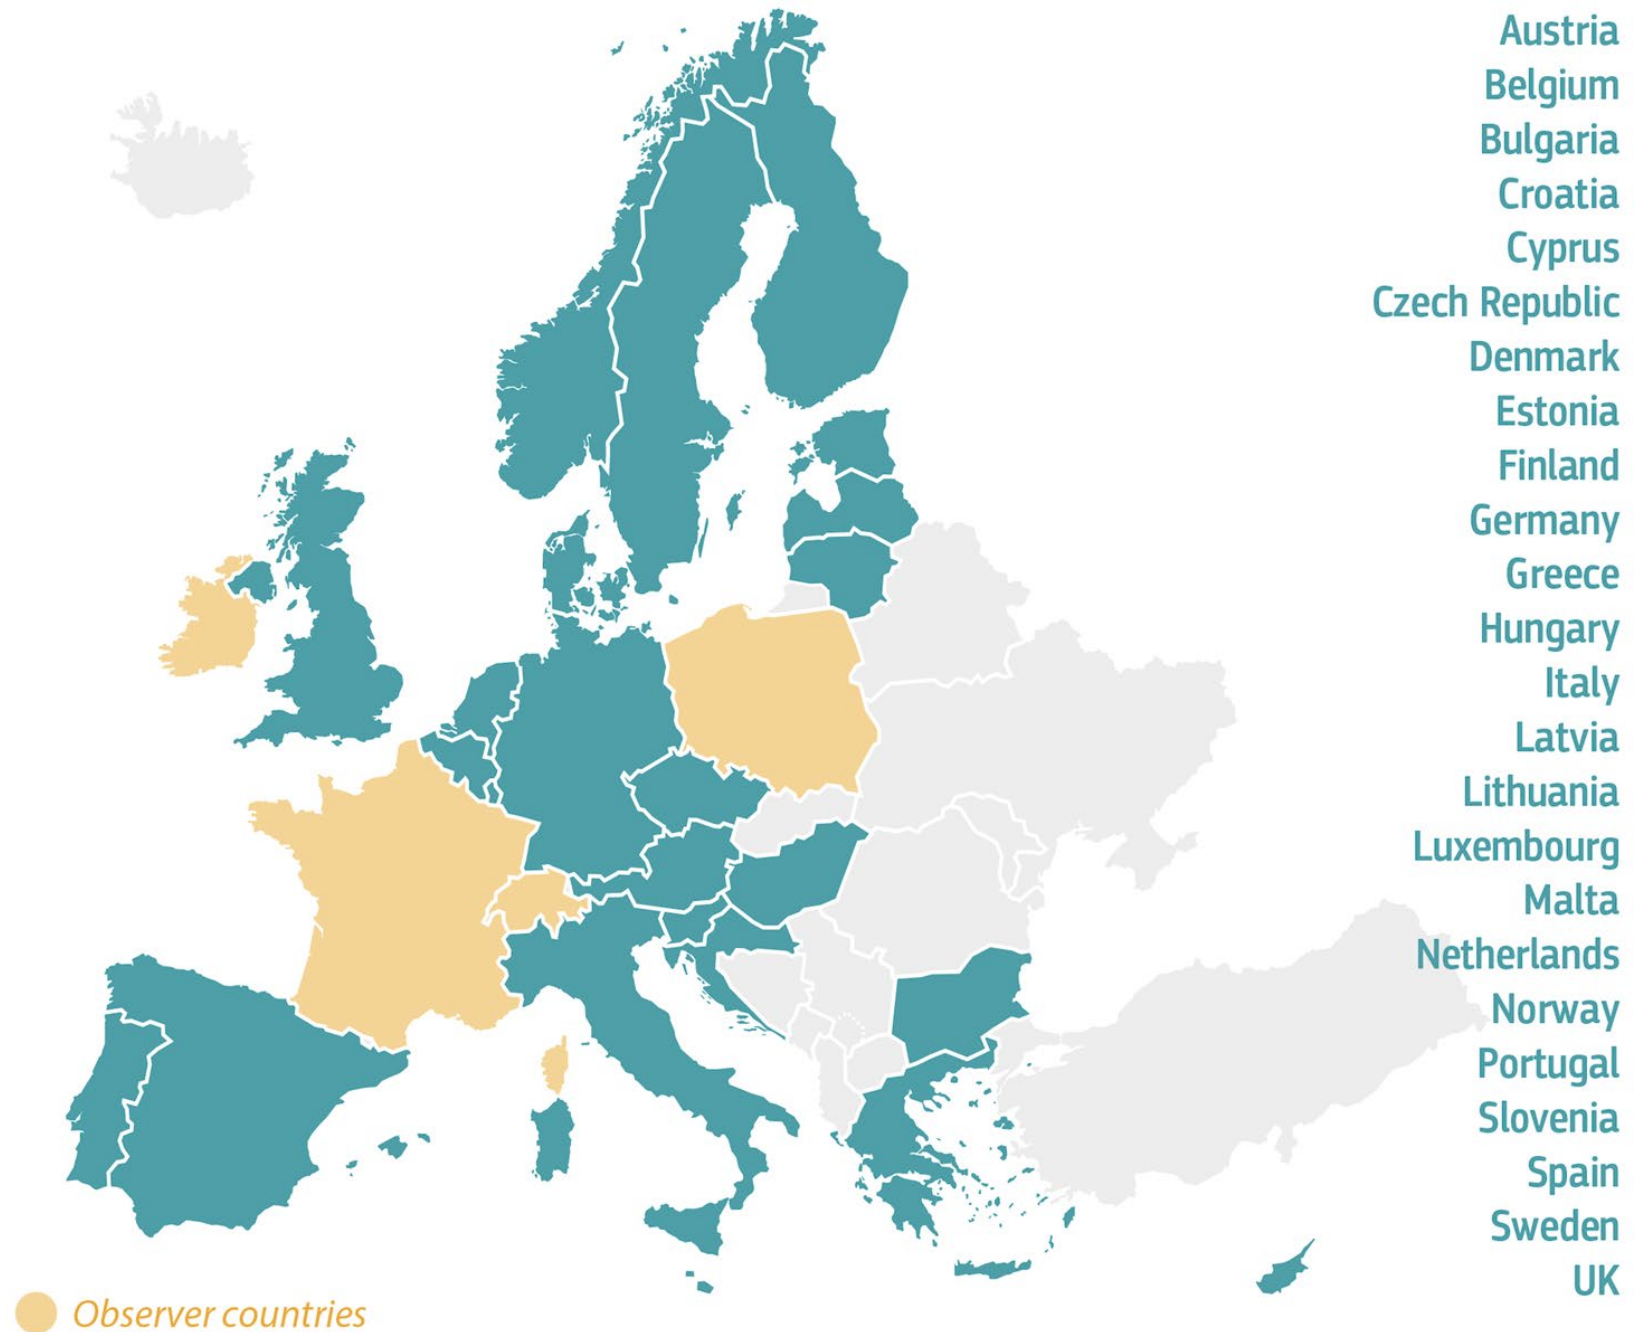 Austria
Belgium
Bulgaria
Croatia
Cyprus
Czech Republic
Denmark
Estonia
Finland
Germany
Greece
Hungary
Italy
Latvia
Lithuania
Luxembourg
Malta
Netherlands
Norway
Portugal
Slovenia
Spain
Sweden
UK
Observer countries